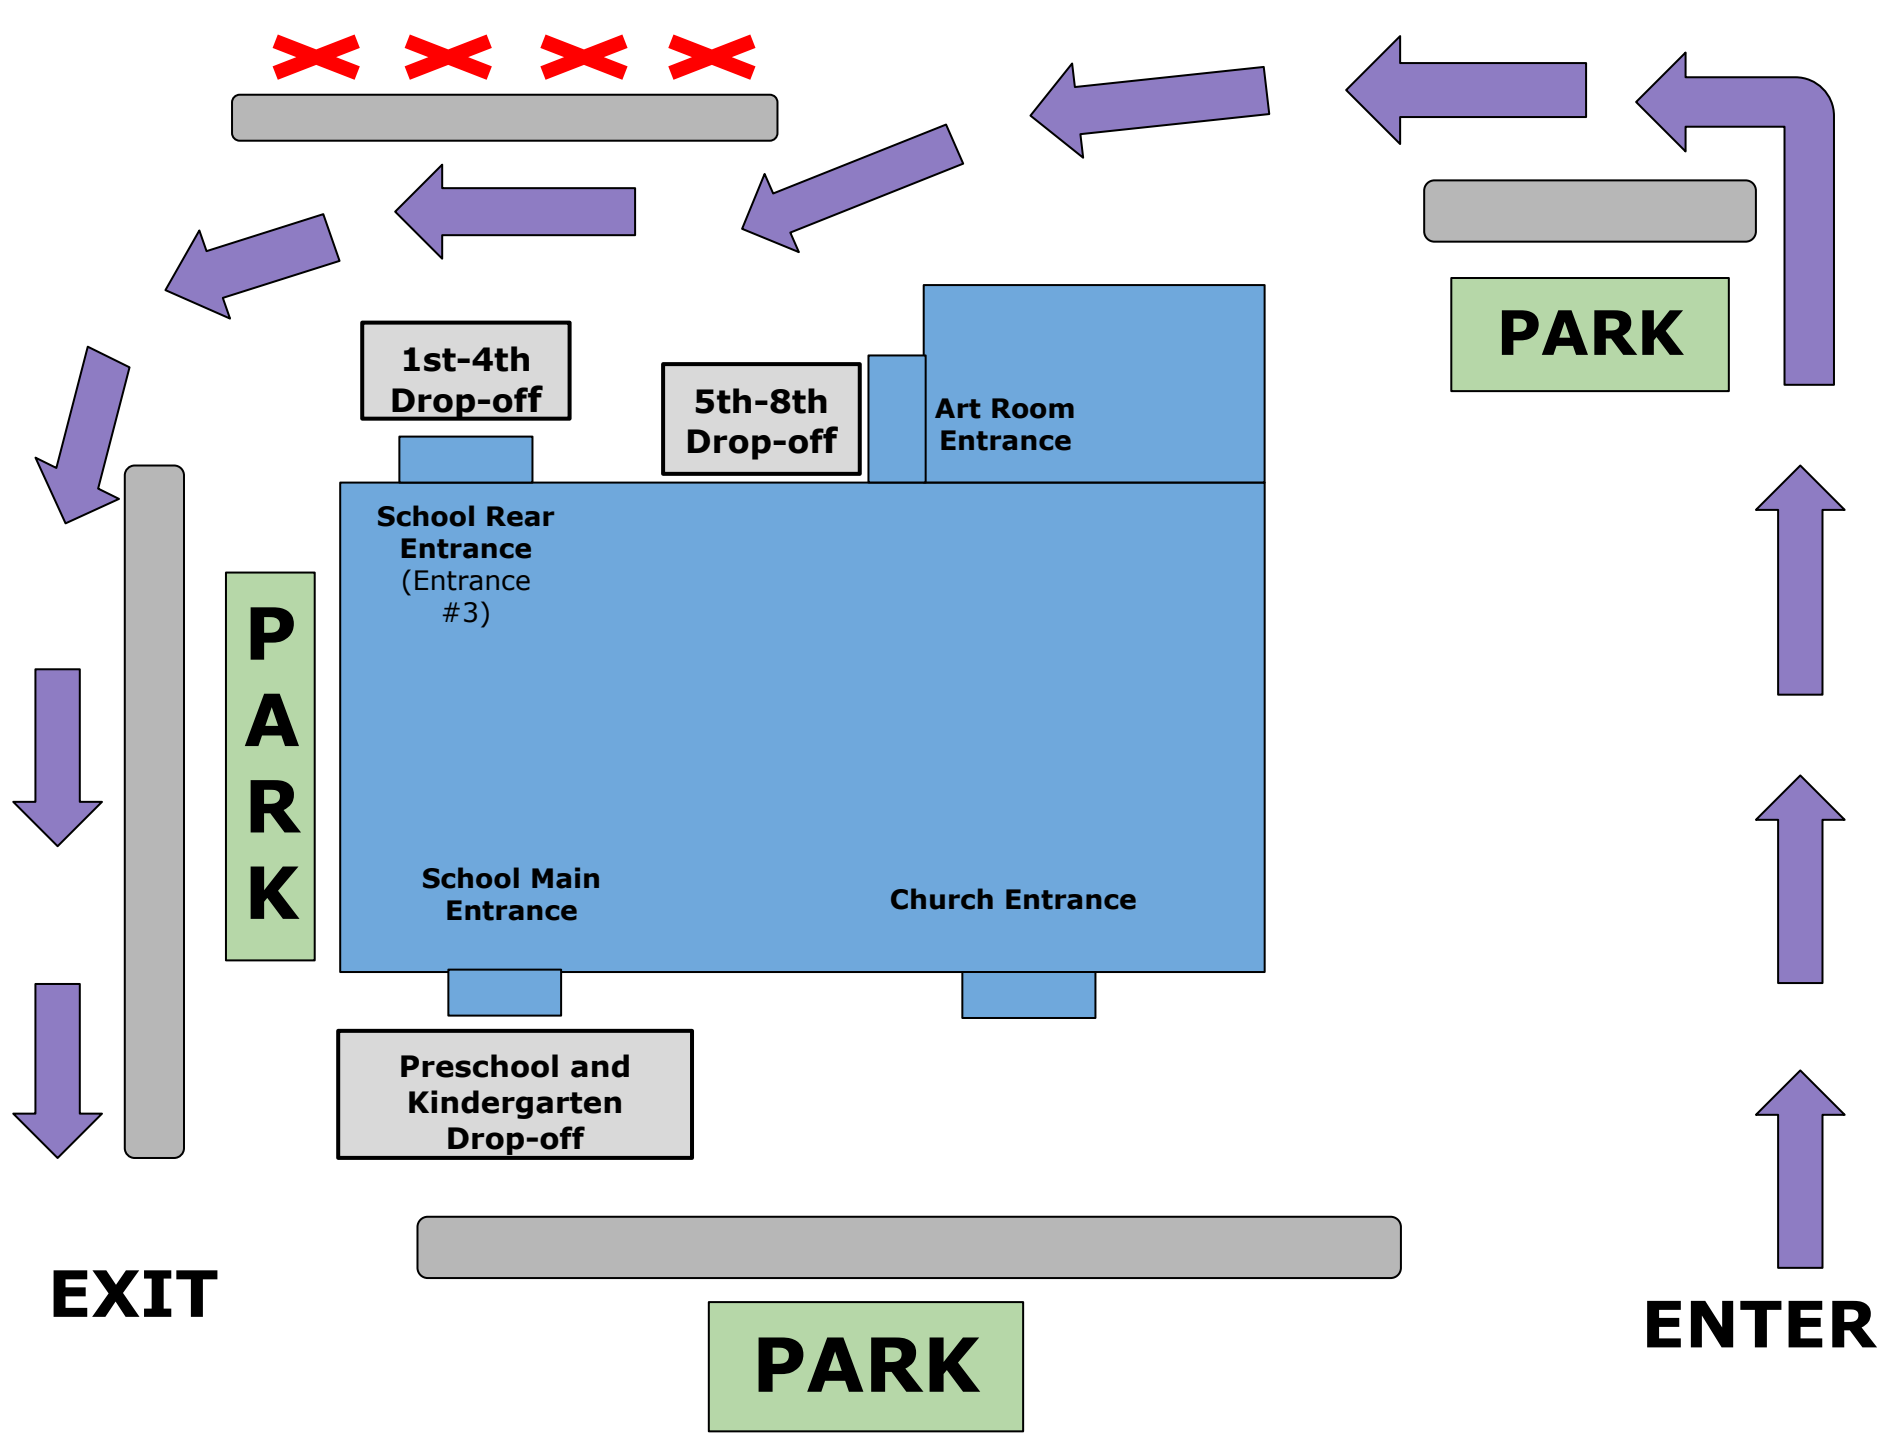 PARK
1st-4th
Drop-off
5th-8th
Drop-off
Art Room
Entrance
School Rear
Entrance
(Entrance
#3)
P
A
R
K
School Main
Entrance
Church Entrance
Preschool and
Kindergarten
Drop-off
EXIT
ENTER
PARK